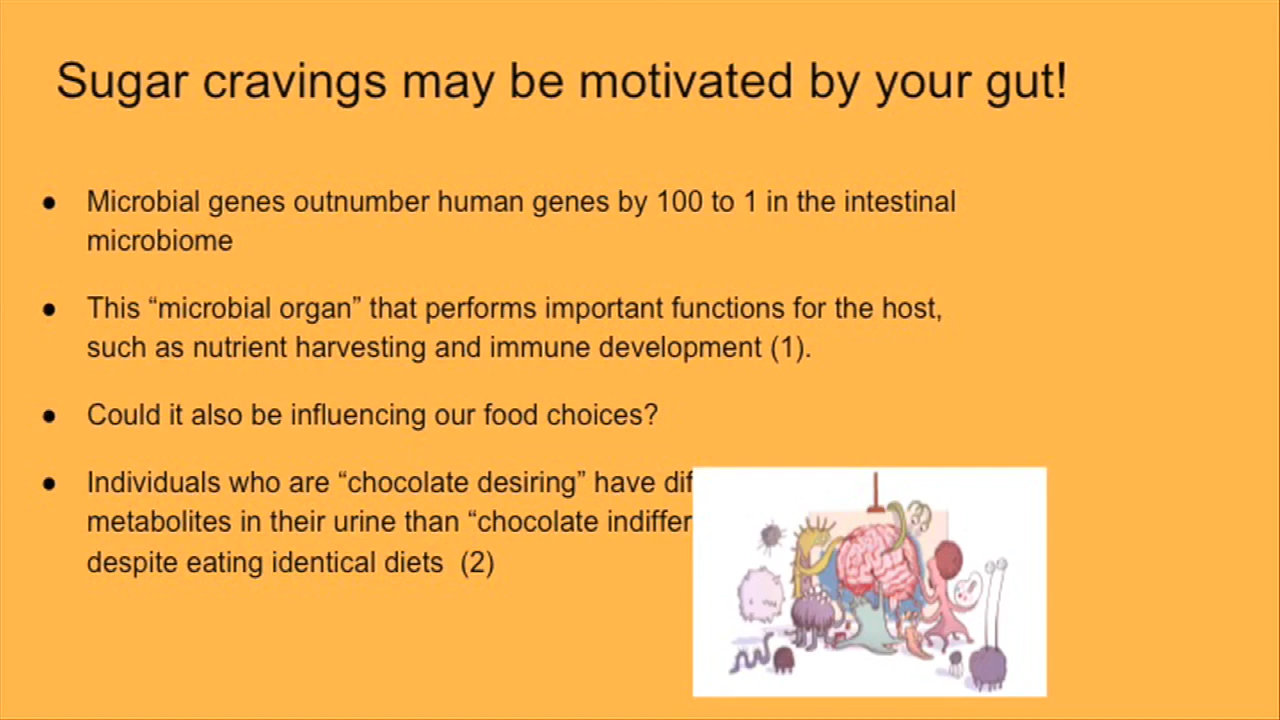 Sugar cravings may be motivated by your gut!
● Microbial genes outnumber human genes by 100 to 1 in the intestinal
microbiome
● This “microbial organ” that performs important functions for the host,
such as nutrient harvesting and immune development (1).
● Could it also be influencing our food choices?
● Individuals who are “chocolate desiring” have dif
metabolites in their urine than “chocolate indiffer
despite eating identical diets (2)